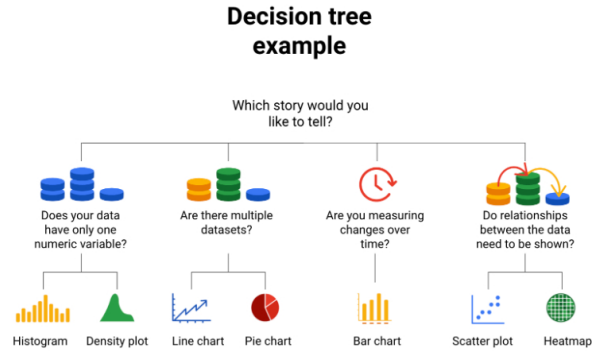 Decision tree
example
Which story would you
like to tell?
Does your data
have only one
numeric variable?
Are there multiple
datasets?
Are you measuring
changes over
time?
Do relationships
between the data
need to be shown?
Histogram
Density plot
Line chart
Pie chart
Bar chart
Scatter plot
Heatmap